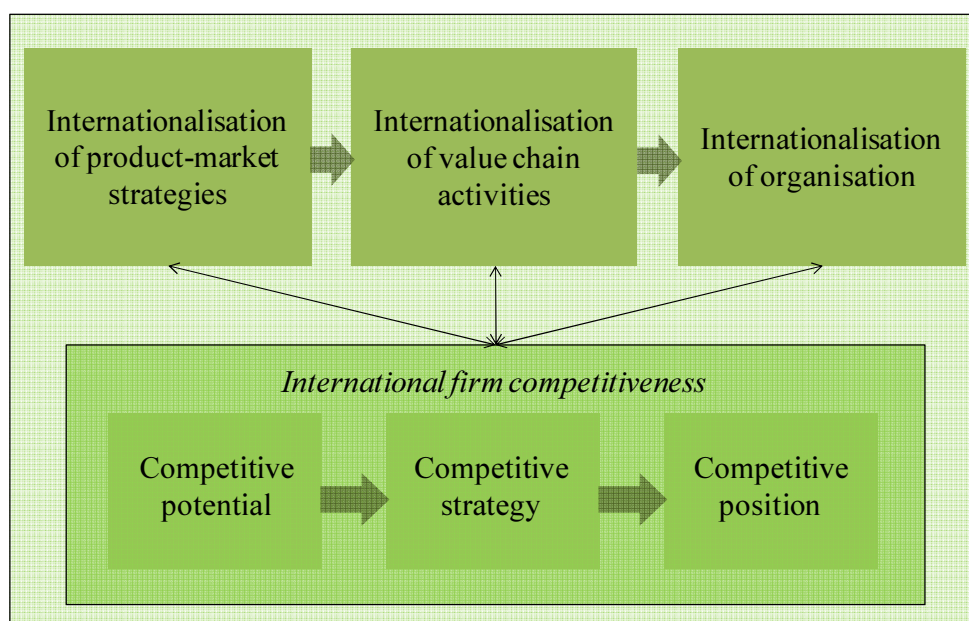 Internationalisation
of product-market
strategies
Internationalisation
of value chain
activities
Internationalisation
of organisation
International firm competitiveness
Competitive
potential
Competitive
strategy
Competitive
position